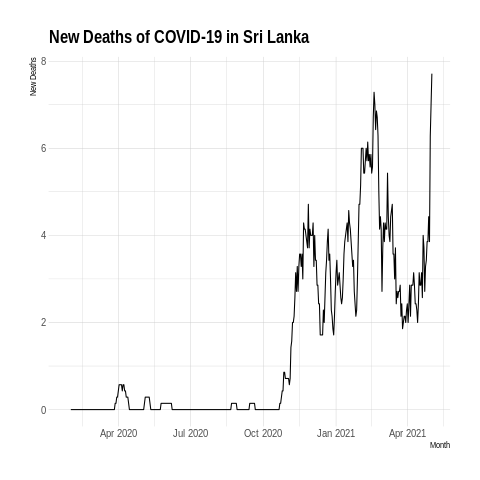 New Deaths of COVID-19 in Sri Lanka
New Deaths
8
6
4
2
0
Apr 2020 Jul 2020 Oct 2020 Jan 2021 Apr 2021
Month